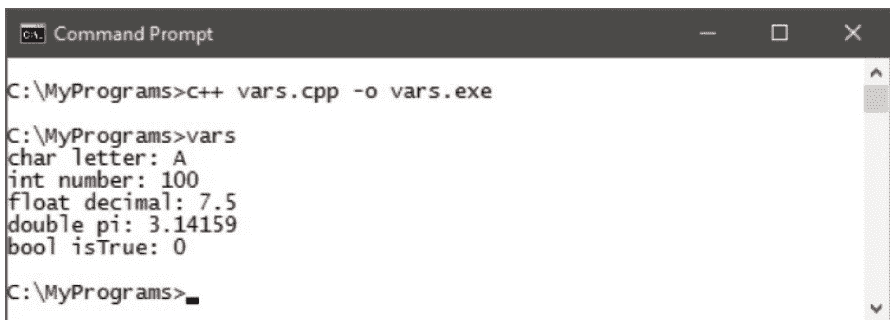 Command Prompt
C:\MyPrograms>c++ vars.cpp -o vars.exe
C:\MyPrograms>vars
char letter: A
int number: 100
float decimal: 7.5
double pi: 3.14159
bool isTrue: 0
C:\MyPrograms>